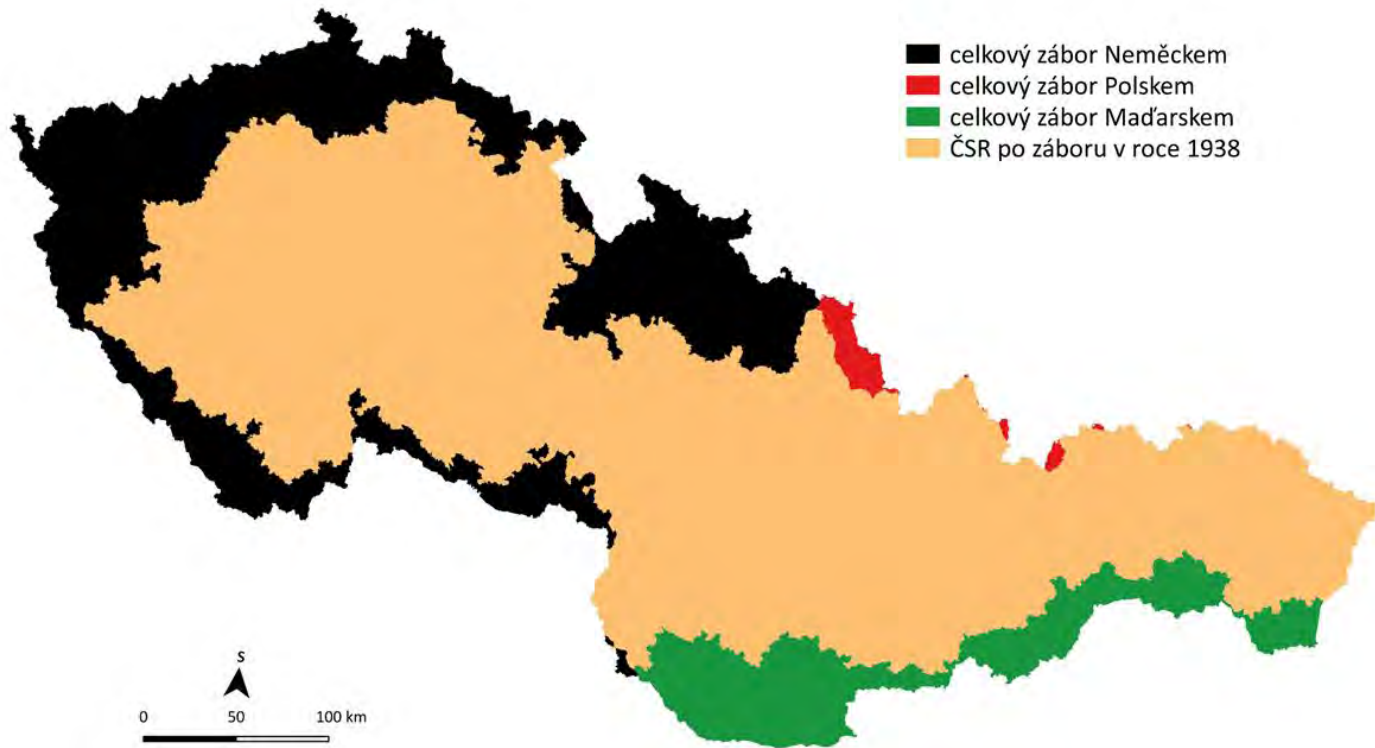 celkový zábor Neměckem
celkový zábor Polskem
celkový zábor Maďarskem
ČSR po záboru v roce 1938
S
0 50 100 km